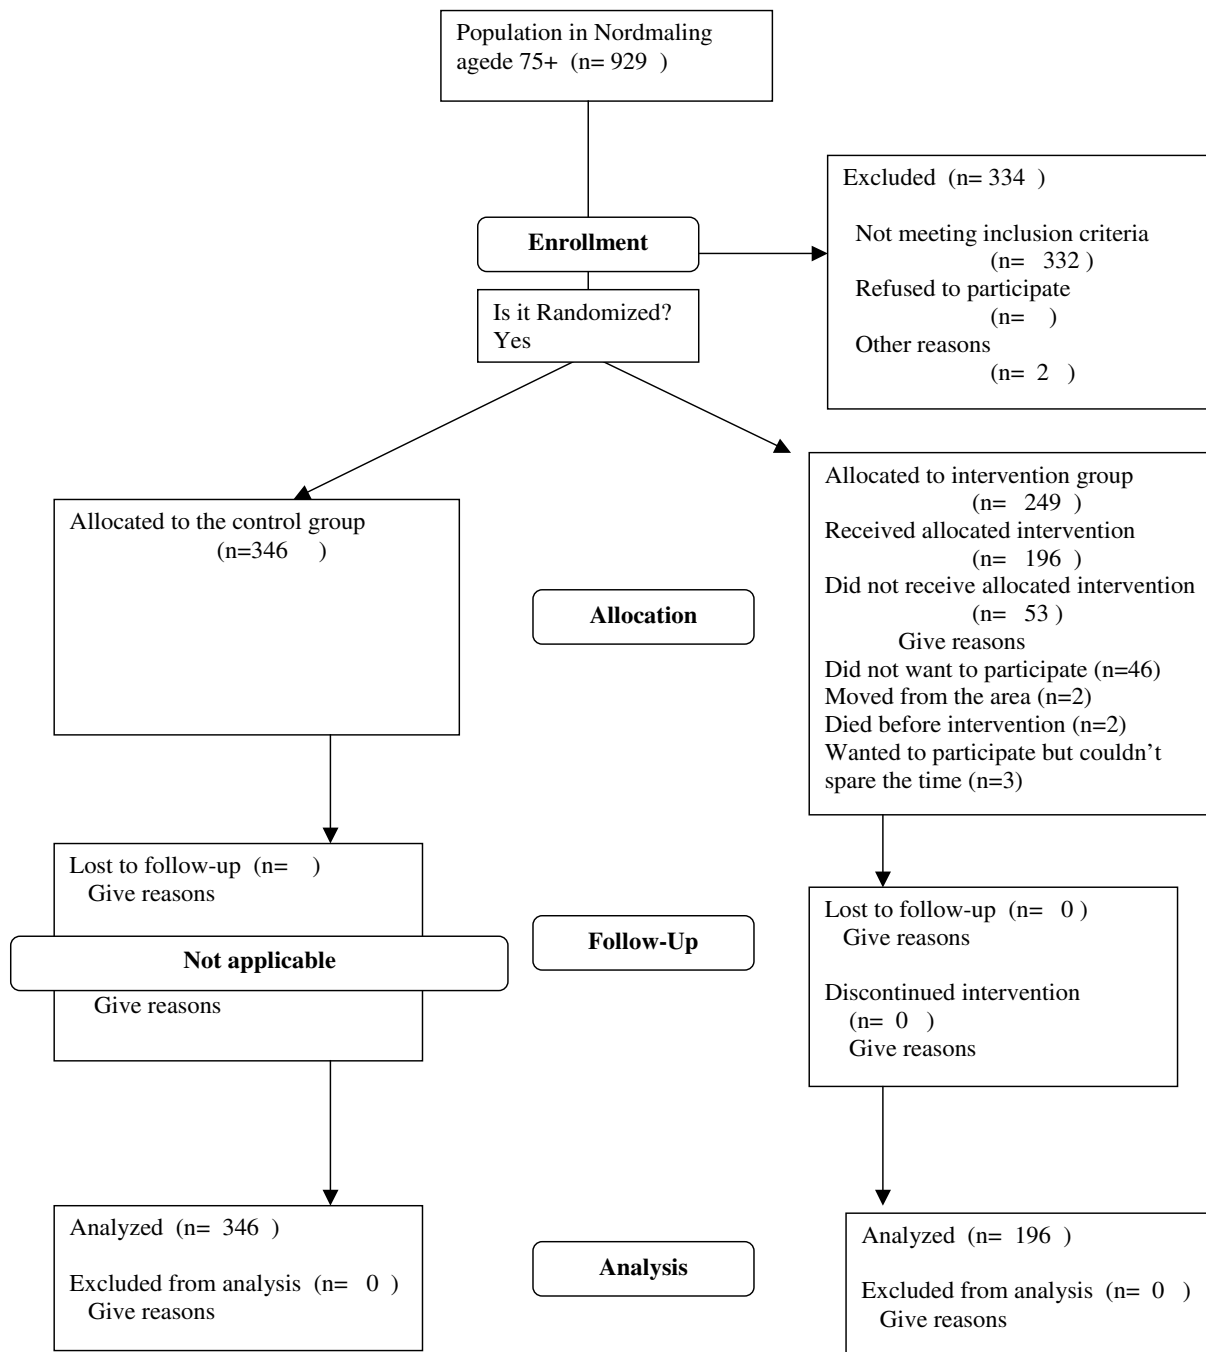 Population in Nordmaling
agede 75+  (n= 929  )
Excluded  (n= 334  )
Not meeting inclusion criteria
(n=   332)
Refused to participate
(n=    )
Other reasons
(n=  2   )
Enrollment
Is it Randomized?
Yes
Allocated to the control group
(n=346    )
Allocated to intervention group
(n=   249   )
Received allocated intervention
(n=   196   )
Did not receive allocated intervention
(n=   53 )
Give reasons
Did not want to participate (n=46)
Moved from the area (n=2)
Died before intervention (n=2)
Wanted to participate but couldn't
spare the time (n=3)
Allocation
Lost to follow-up  (n=    )
Give reasons
Not applicable
Give reasons
Follow-Up
Lost to follow-up  (n=   0 )
Give reasons
Discontinued intervention
(n=  0   )
Give reasons
Analyzed  (n=  346   )
Excluded from analysis  (n=   0  )
Give reasons
Analysis
Analyzed  (n=  196   )
Excluded from analysis (n=  0   )
Give reasons